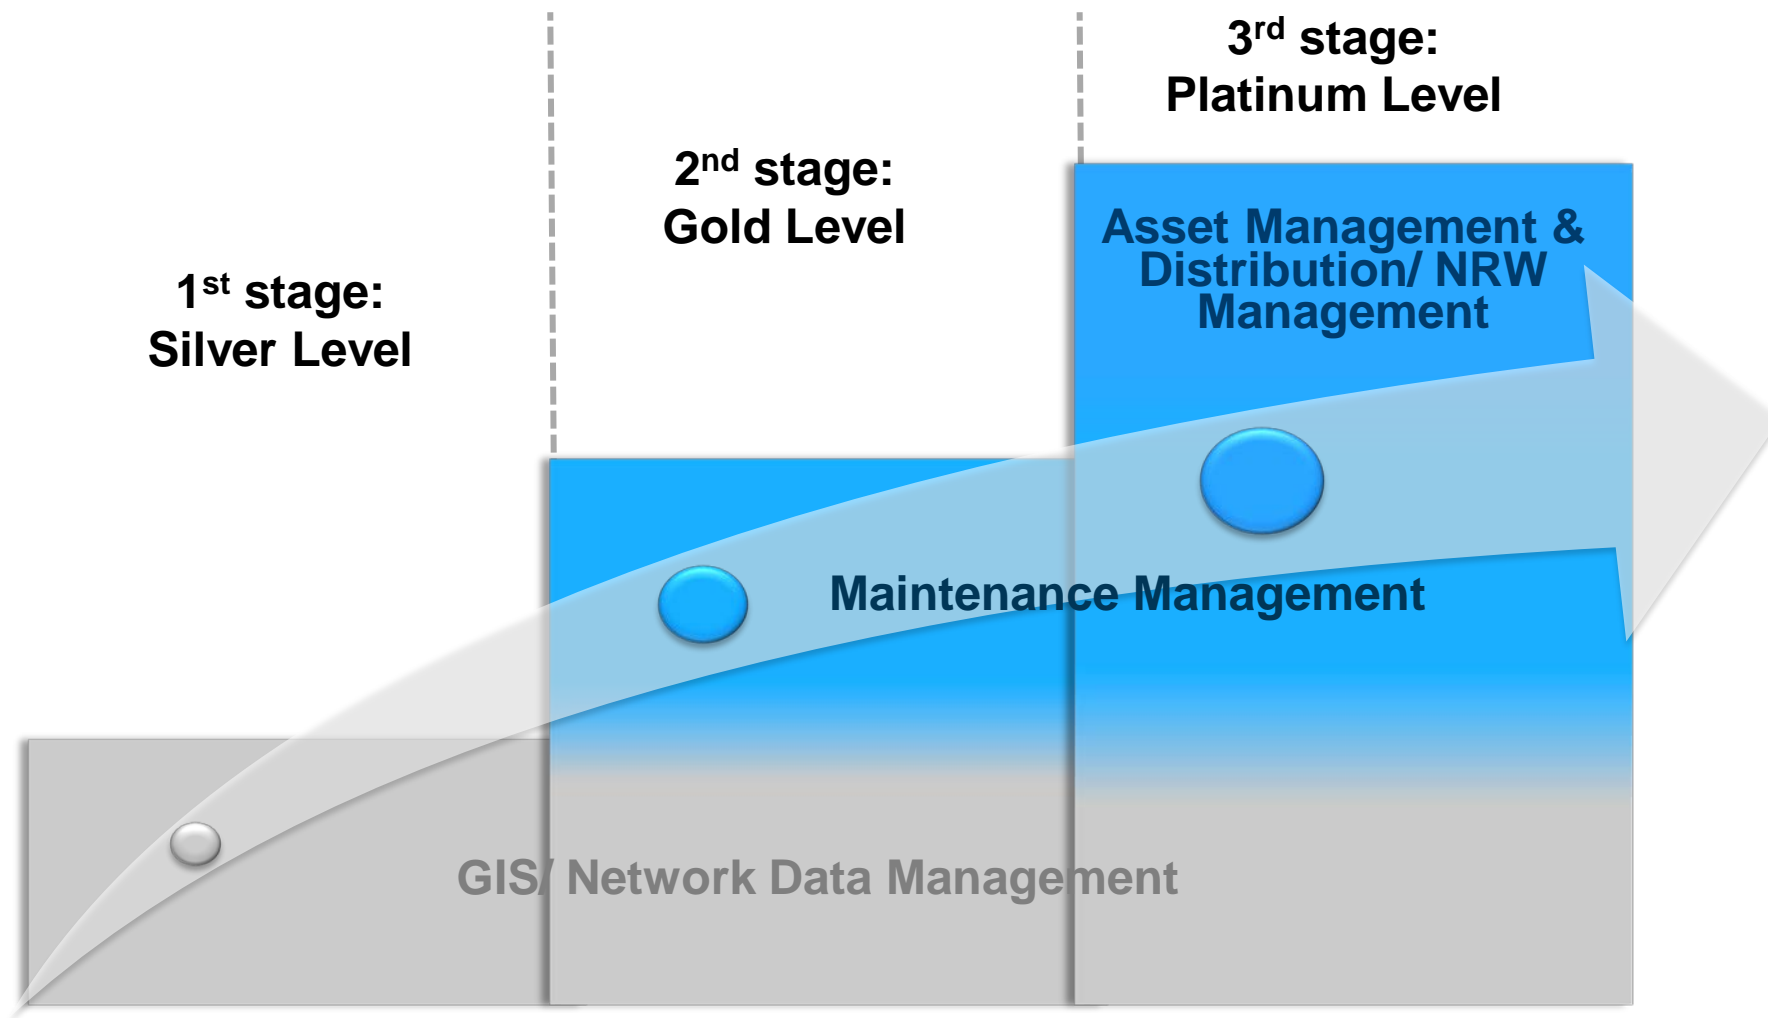 1st stage:
Silver Level
2nd stage:
Gold Level
3rd stage:
Platinum Level
Asset Management &
Distribution/ NRW
Management
Maintenance Management
GIS/ Network Data Management